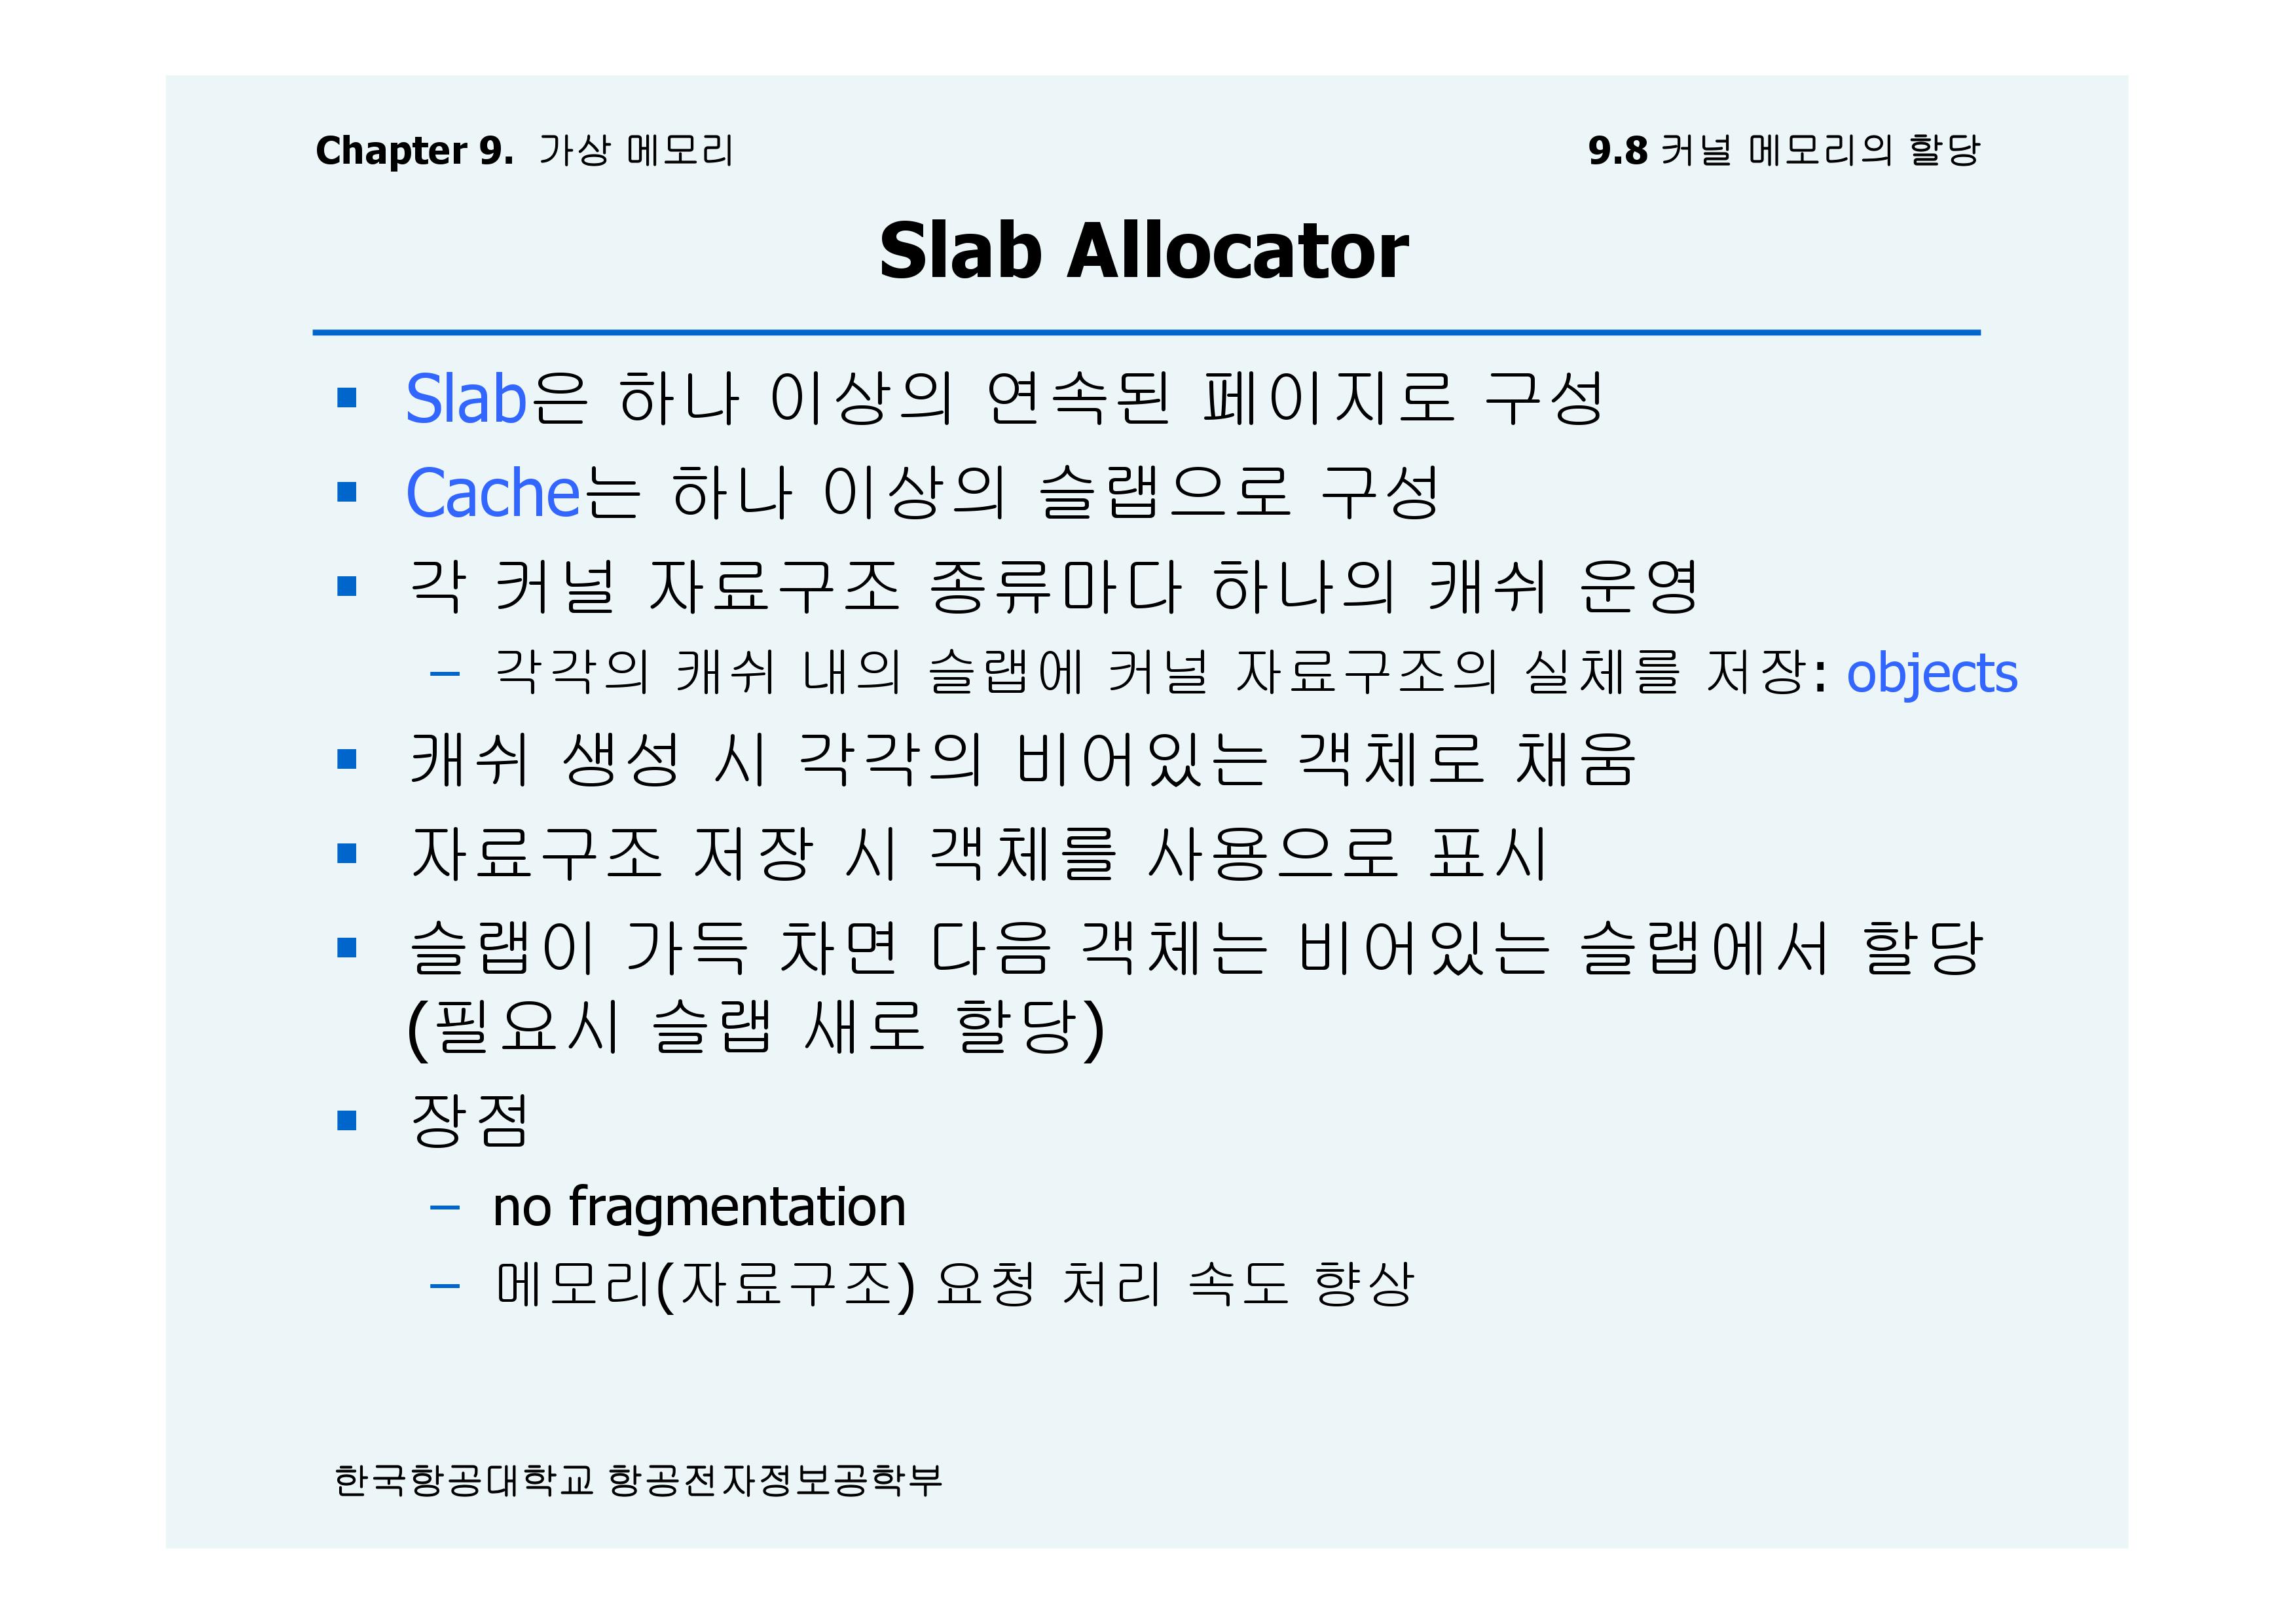 Chapter 9. 가상 메모리
9.8 커널 메모리의 할당
Slab Allocator
Slab은 하나 이상의 연속된 페이지로 구성
Cache는 하나 이상의 슬랩으로 구성
각 커널 자료구조 종류마다 하나의 캐쉬 운영
– 각각의 캐쉬 내의 슬랩에 커널 자료구조의 실체를 저장: objects
캐쉬 생성 시 각각의 비어있는 객체로 채움
자료구조 저장 시 객체를 사용으로 표시
슬랩이 가득 차면 다음 객체는 비어있는 슬랩에서 할당
(필요시 슬랩 새로 할당)
장점
– no fragmentation
– 메모리(자료구조) 요청 처리 속도 향상
한국항공대학교 항공전자정보공학부